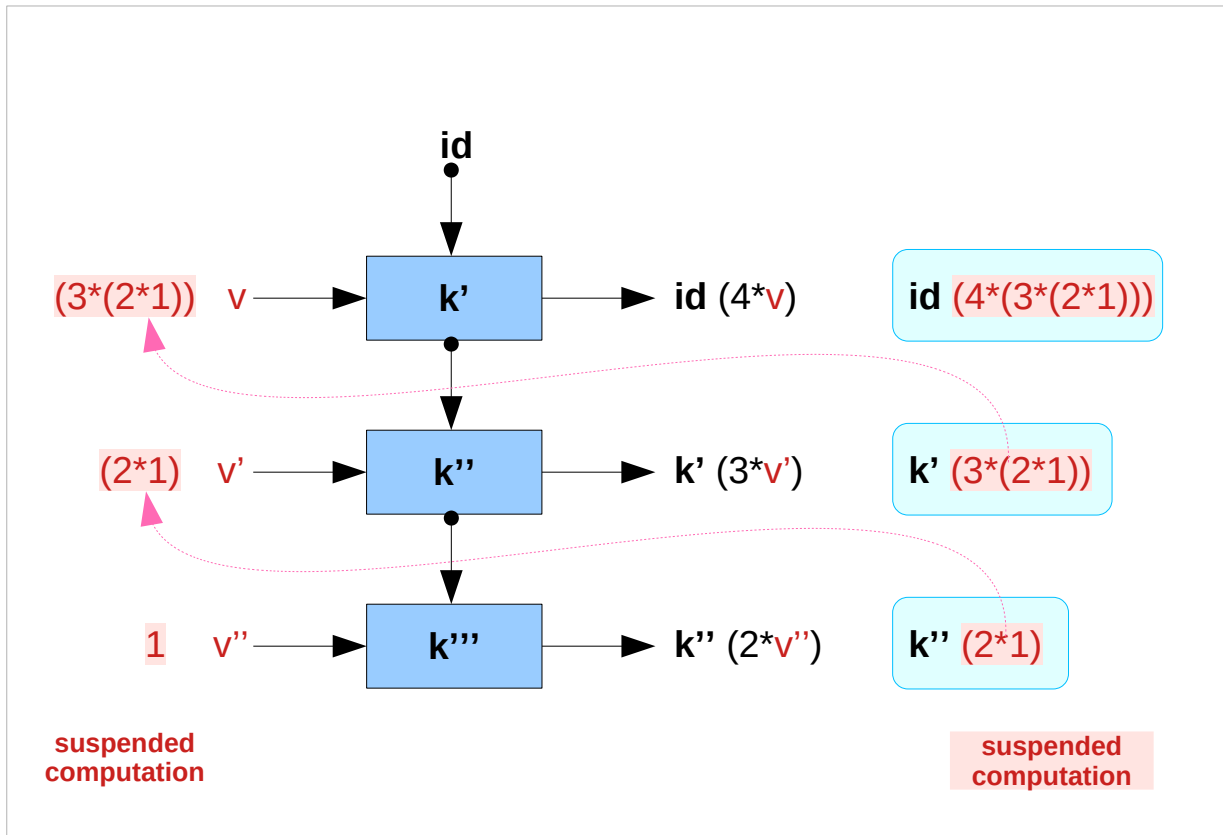 id
(3*(2*1)) v k’ id (4*v) id (4*(3*(2*1)))
(2*1) v’ k’’ k’ (3*v’) k’ (3*(2*1))
1 v’’ k’’’ k’’ (2*v’’) k’’ (2*1)
suspended
computation
suspended
computation